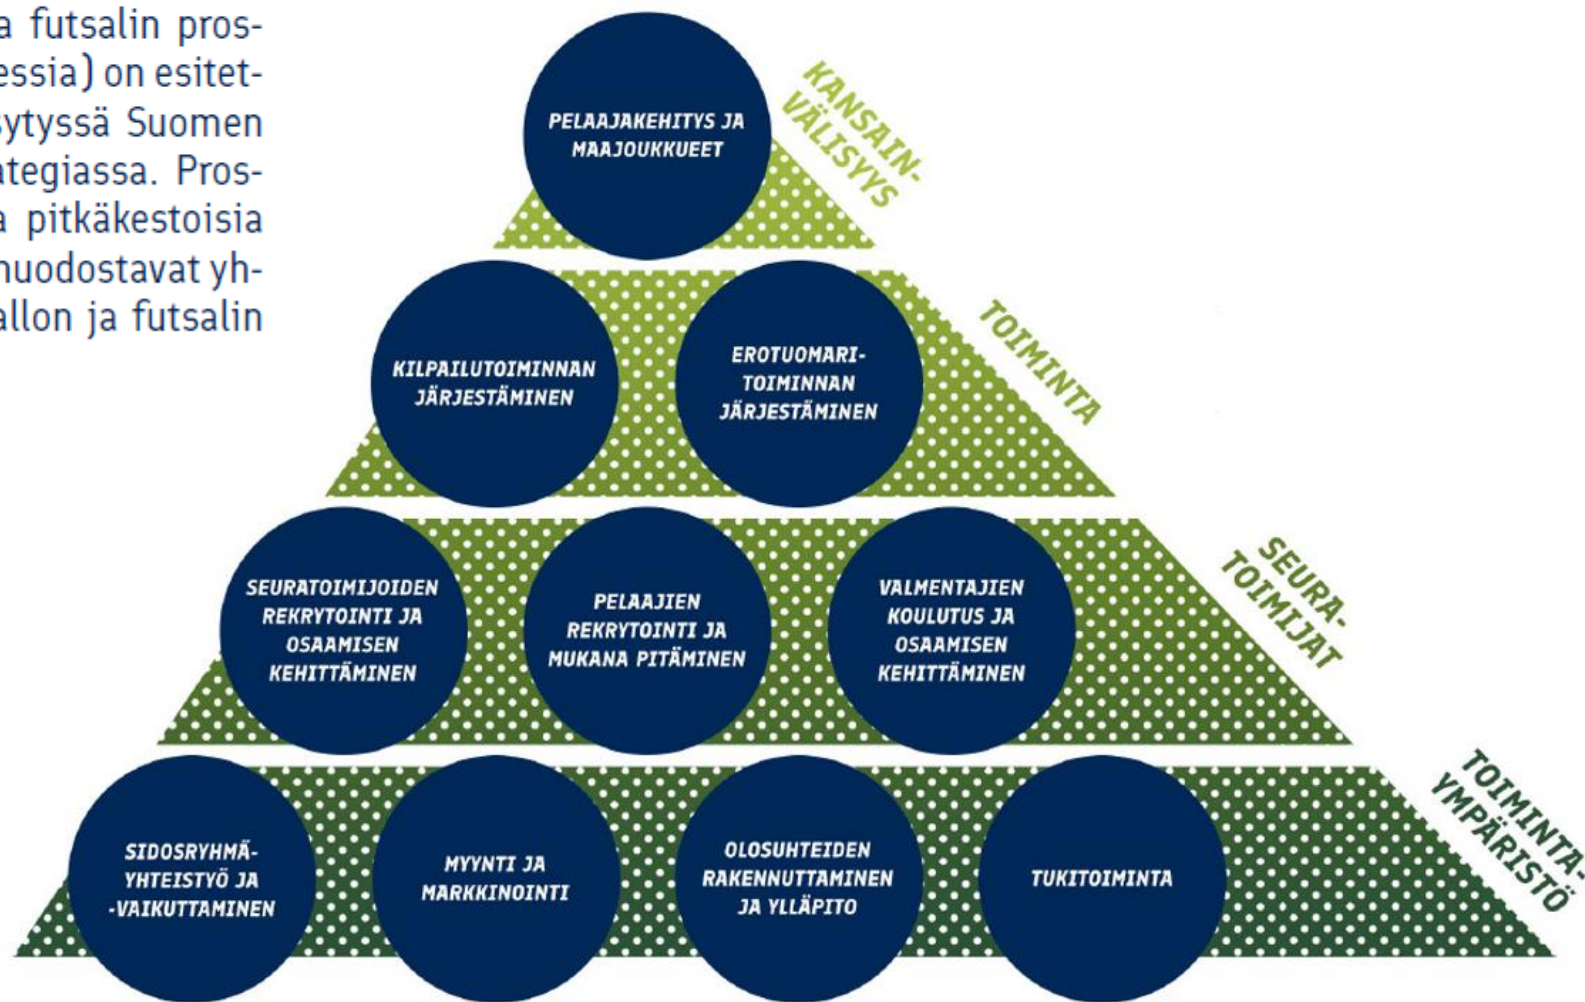 a futsalin pros-
essia) on esitet-
sytyssä Suomen
ategiassa. Pros-
a pitkäkestoisia
nuodostavat yh-
allon ja futsalin
PELAAJAKEHITYS JA
MAAJOUKKUEET
KANSAIN-
VÄLISYYS
KILPAILUTOIMINNAN
JÄRJESTÄMINEN
EROTUOMARI-
TOIMINNAN
JÄRJESTÄMINEN
TOIMINTA
SEURATOIMIJOIDEN
REKRYTOINTI JA
OSAAMISEN
KEHITTÄMINEN
PELAAJIEN
REKRYTOINTI JA
MUKANA PITÄMINEN
VALMENTAJIEN
KOULUTUS JA
OSAAMISEN
KEHITTÄMINEN
SEURA-
TOIMIJAT
SIDOSRYHMÄ-
YHTEISTYÖ JA
-VAIKUTTAMINEN
MYYNTI JA
MARKKINOINTI
OLOSUHTEIDEN
RAKENNUTTAMINEN
JA YLLÄPITO
TUKITOIMINTA
TOIMINTA-
YMPÄRISTÖ